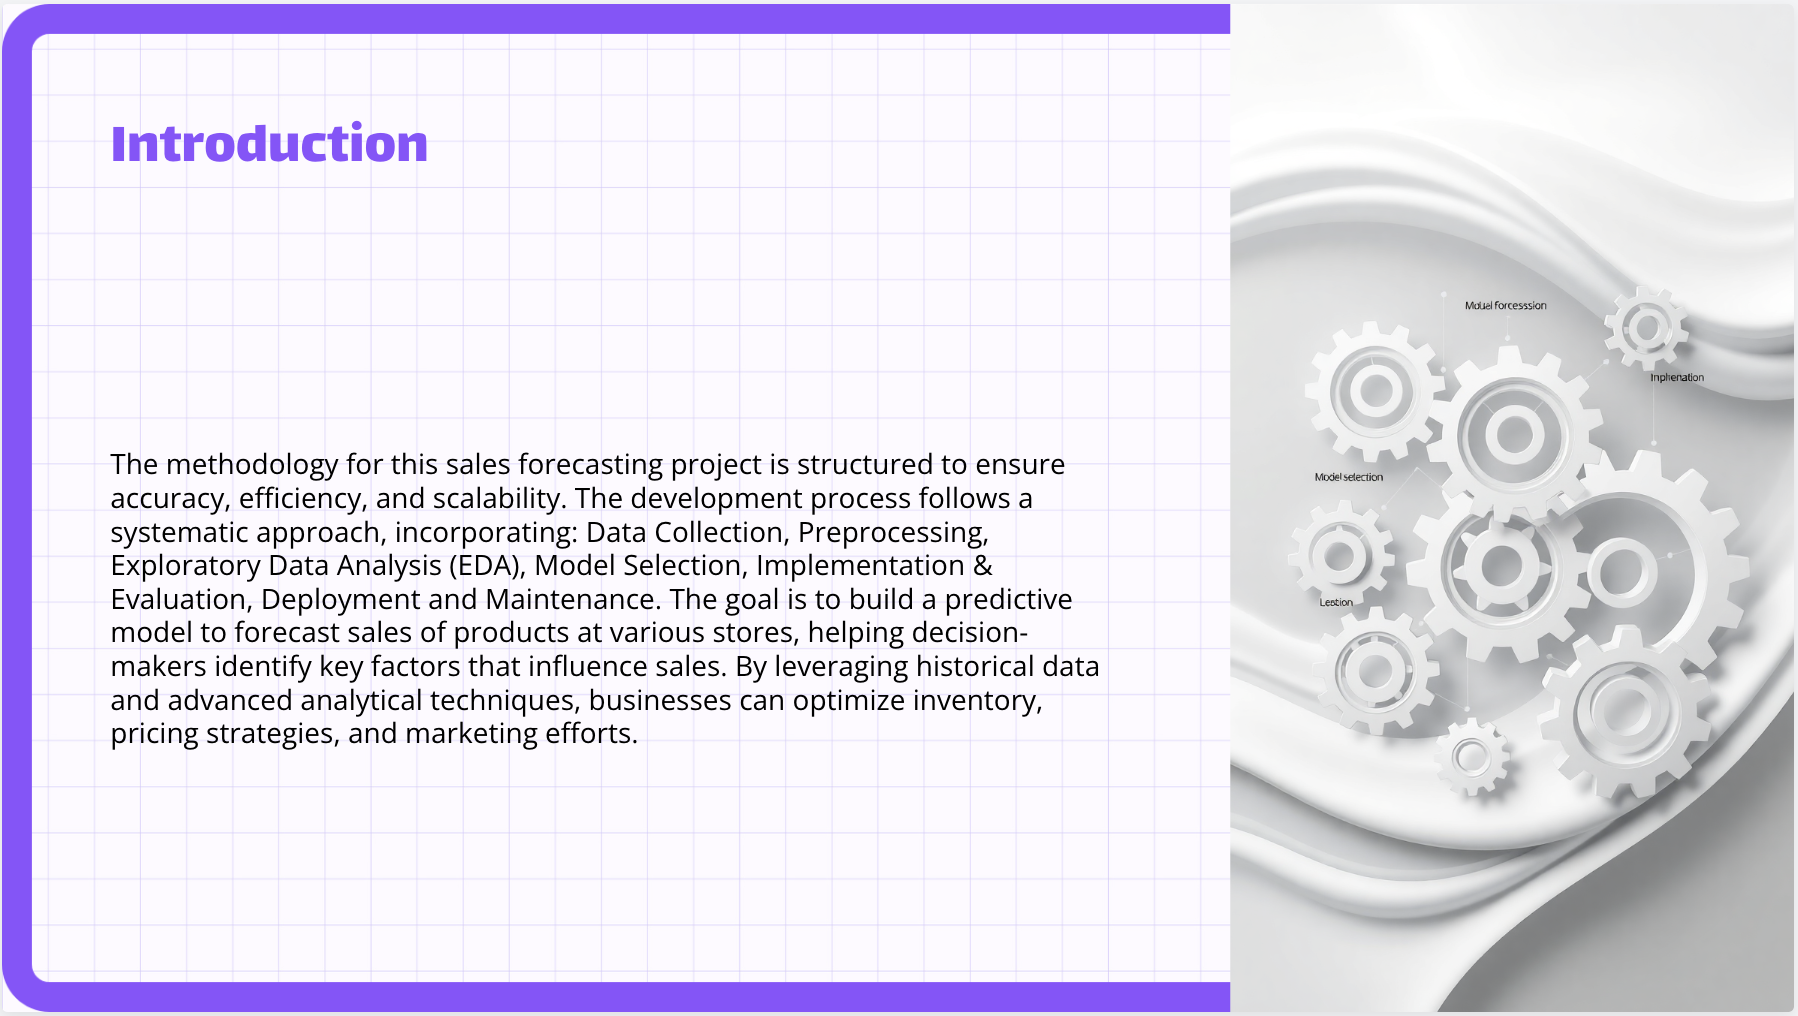 Introduction
The methodology for this sales forecasting project is structured to ensure
accuracy, efficiency, and scalability. The development process follows a
systematic approach, incorporating: Data Collection, Preprocessing,
Exploratory Data Analysis (EDA), Model Selection, Implementation &
Evaluation, Deployment and Maintenance. The goal is to build a predictive
model to forecast sales of products at various stores, helping decision-
makers identify key factors that influence sales. By leveraging historical data
and advanced analytical techniques, businesses can optimize inventory,
pricing strategies, and marketing efforts.
Model selection
Lestion